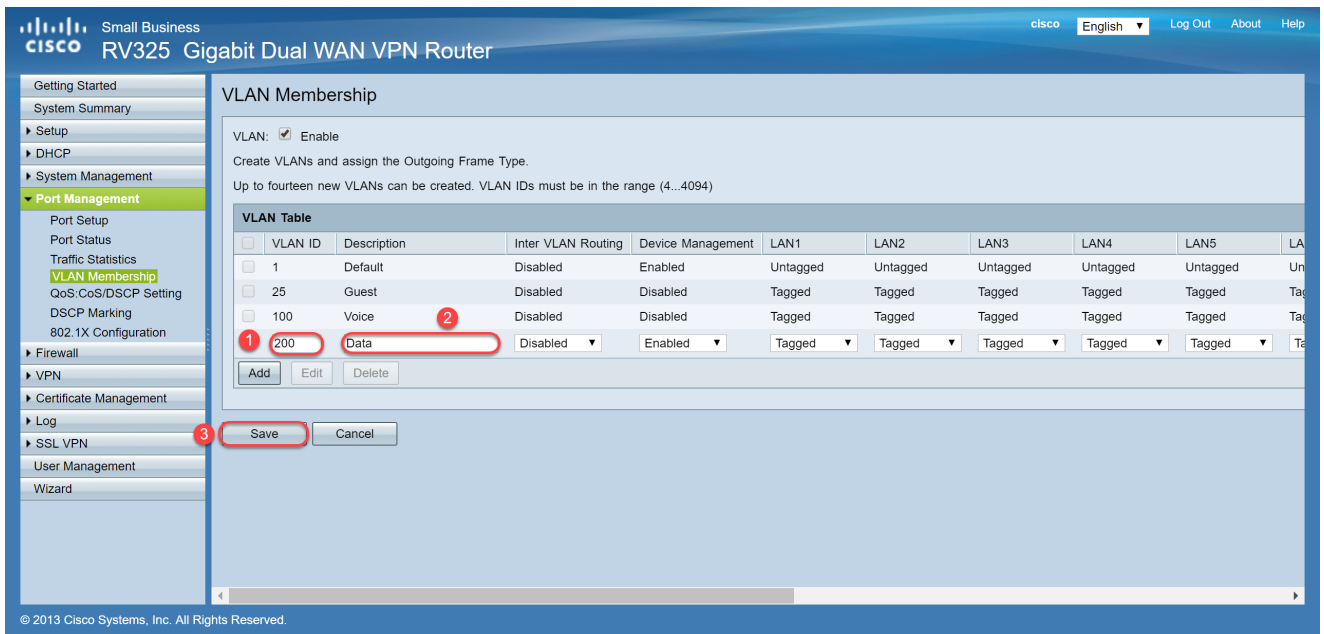 Small Business
cisco English Log Out About Help
CISCO RV325 Gigabit Dual WAN VPN Router
Getting Started
System Summary
Setup
DHCP
System Management
Port Management
Port Setup
Port Status
Traffic Statistics
VLAN Membership
QoS:CoS/DSCP Setting
DSCP Marking
802.1X Configuration
Firewall
VPN
Certificate Management
Log
SSL VPN
User Management
Wizard
VLAN Membership
VLAN: Enable
Create VLANs and assign the Outgoing Frame Type.
Up to fourteen new VLANs can be created. VLAN IDs must be in the range (4...4094)
VLAN Table
VLAN ID Description Inter VLAN Routing Device Management LAN1 LAN2 LAN3 LAN4 LAN5 LA
1 Default Disabled Enabled Untagged Untagged Untagged Untagged Untagged Un
25 Guest Disabled Disabled Tagged Tagged Tagged Tagged Tagged Tag
100 Voice Disabled Disabled Tagged Tagged Tagged Tagged Tagged Tag
2
1 200 Data Disabled Enabled Tagged Tagged Tagged Tagged Tagged Ta
Add Edit Delete
3 Save Cancel
© 2013 Cisco Systems, Inc. All Rights Reserved.